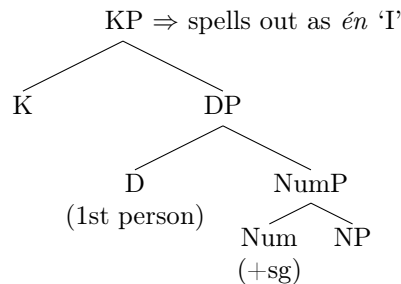 KP ⇒ spells out as én ‘I’
K DP
D NumP
(1st person)
Num NP
(+sg)